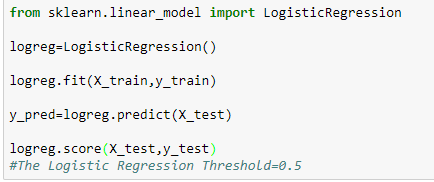 from sklearn.linear_model import LogisticRegression
logreg=LogisticRegression()
logreg.fit(X_train,y_train)
y_pred=logreg.predict(X_test)
logreg.score(X_test,y_test)
#The Logistic Regression Threshold=0.5